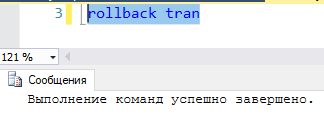 3 rollback tran
121 %
Сообщения
Выполнение команд успешно завершено.